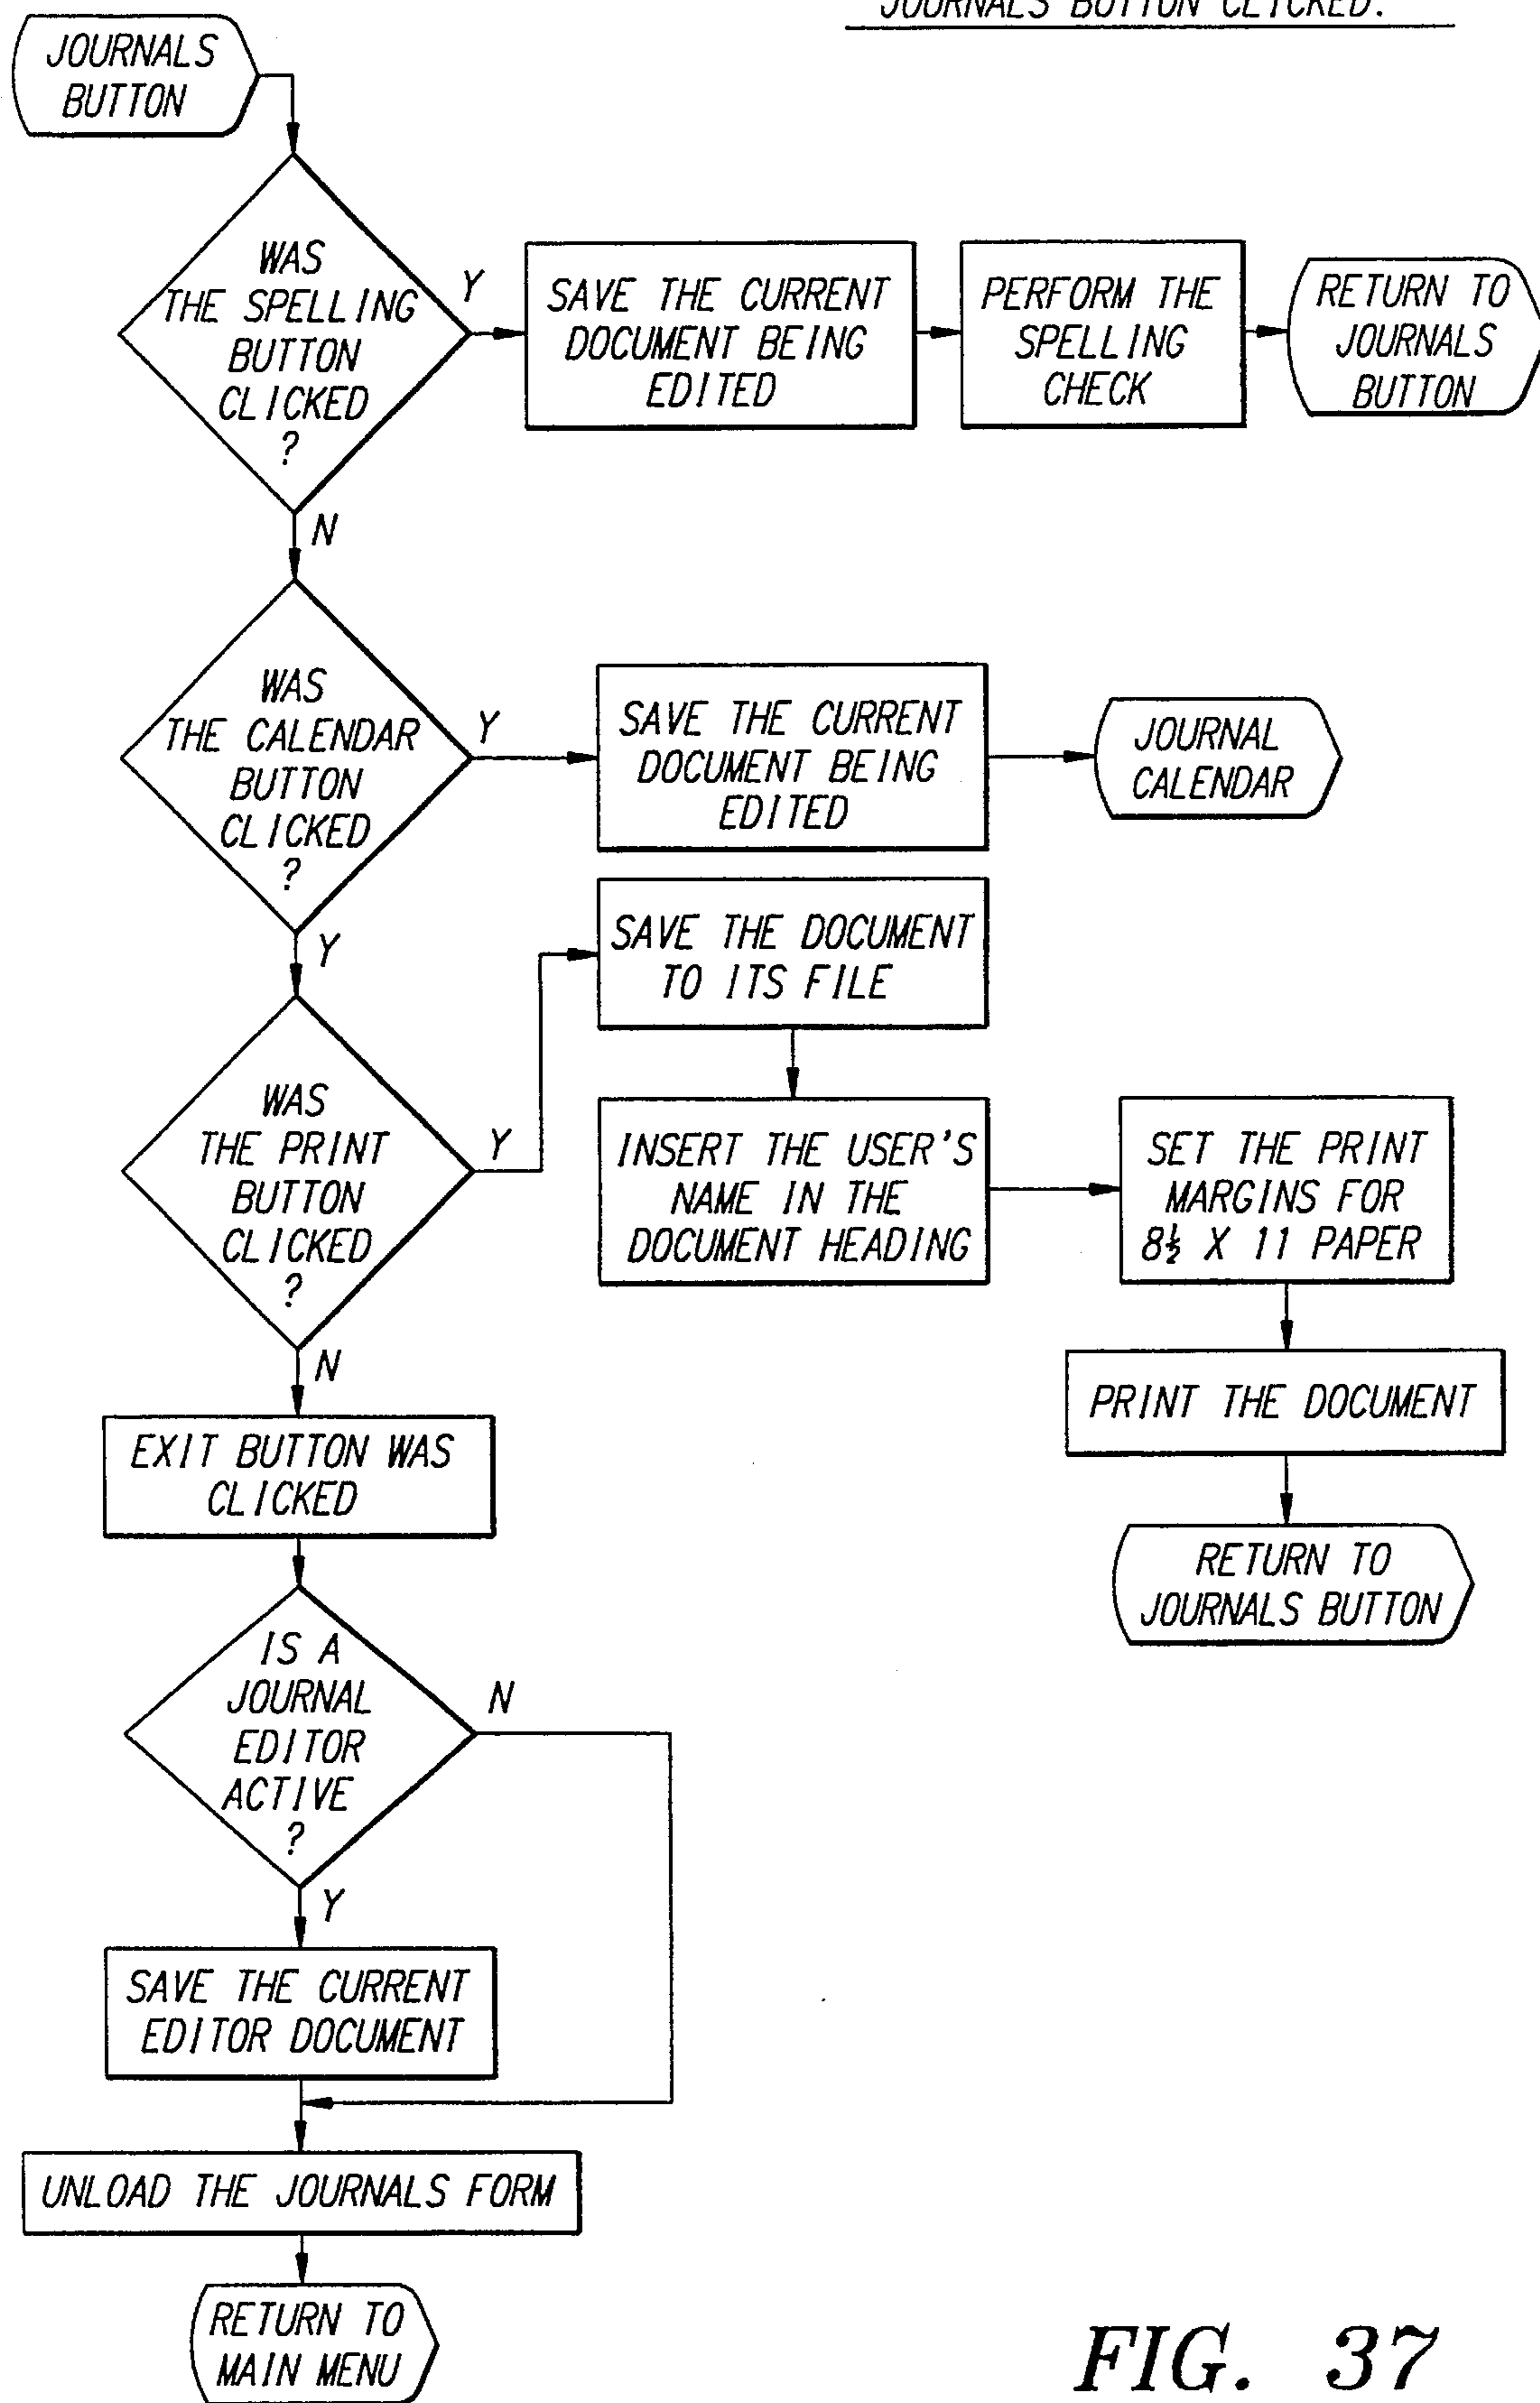 JOURNALS BUTTON CLICKED.
JOURNALS
BUTTON
WAS
THE SPELLING
BUTTON
CLICKED
?
Y
SAVE THE CURRENT
DOCUMENT BEING
EDITED
PERFORM THE
SPELLING
CHECK
RETURN TO
JOURNALS
BUTTON
N
WAS
THE CALENDAR
BUTTON
CLICKED
?
Y
SAVE THE CURRENT
DOCUMENT BEING
EDITED
JOURNAL
CALENDAR
Y
SAVE THE DOCUMENT
TO ITS FILE
WAS
THE PRINT
BUTTON
CLICKED
?
Y
INSERT THE USER'S
NAME IN THE
DOCUMENT HEADING
SET THE PRINT
MARGINS FOR
8½ X 11 PAPER
N
PRINT THE DOCUMENT
EXIT BUTTON WAS
CLICKED
RETURN TO
JOURNALS BUTTON
IS A
JOURNAL
EDITOR
ACTIVE
?
N
Y
SAVE THE CURRENT
EDITOR DOCUMENT
UNLOAD THE JOURNALS FORM
RETURN TO
MAIN MENU
FIG. 37